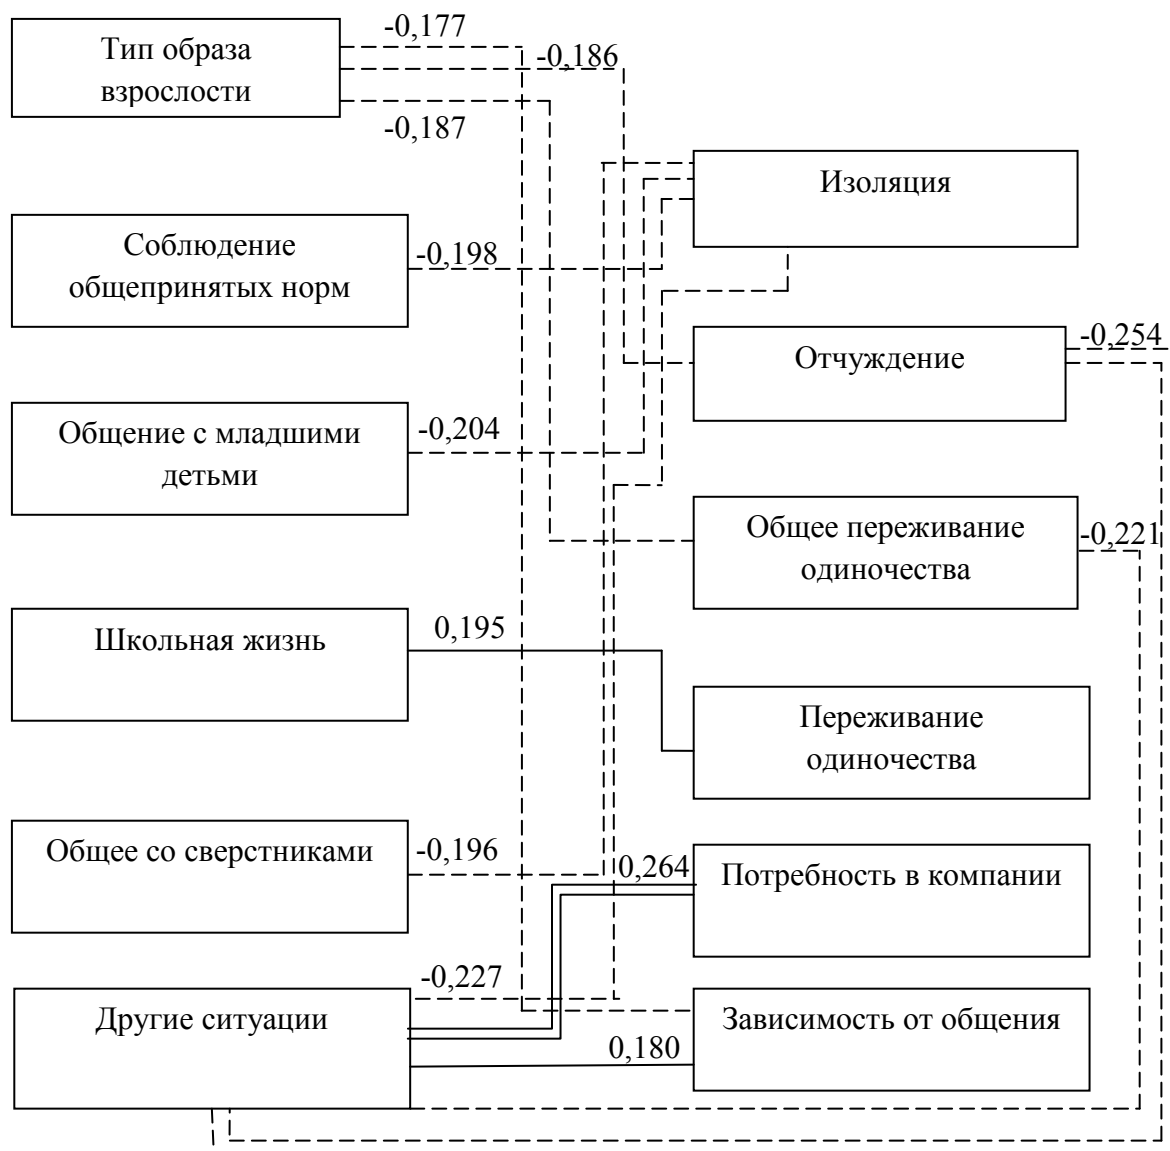 -0,177
Тип образа
взрослости
-0,186
-0,187
Изоляция
Соблюдение
общепринятых норм
-0,198
Отчуждение
-0,254
Общение с младшими
детьми
-0,204
Общее переживание
одиночества
-0,221
Школьная жизнь
0,195
Переживание
одиночества
Общее со сверстниками
-0,196
0,264
Потребность в компании
-0,227
Другие ситуации
0,180
Зависимость от общения